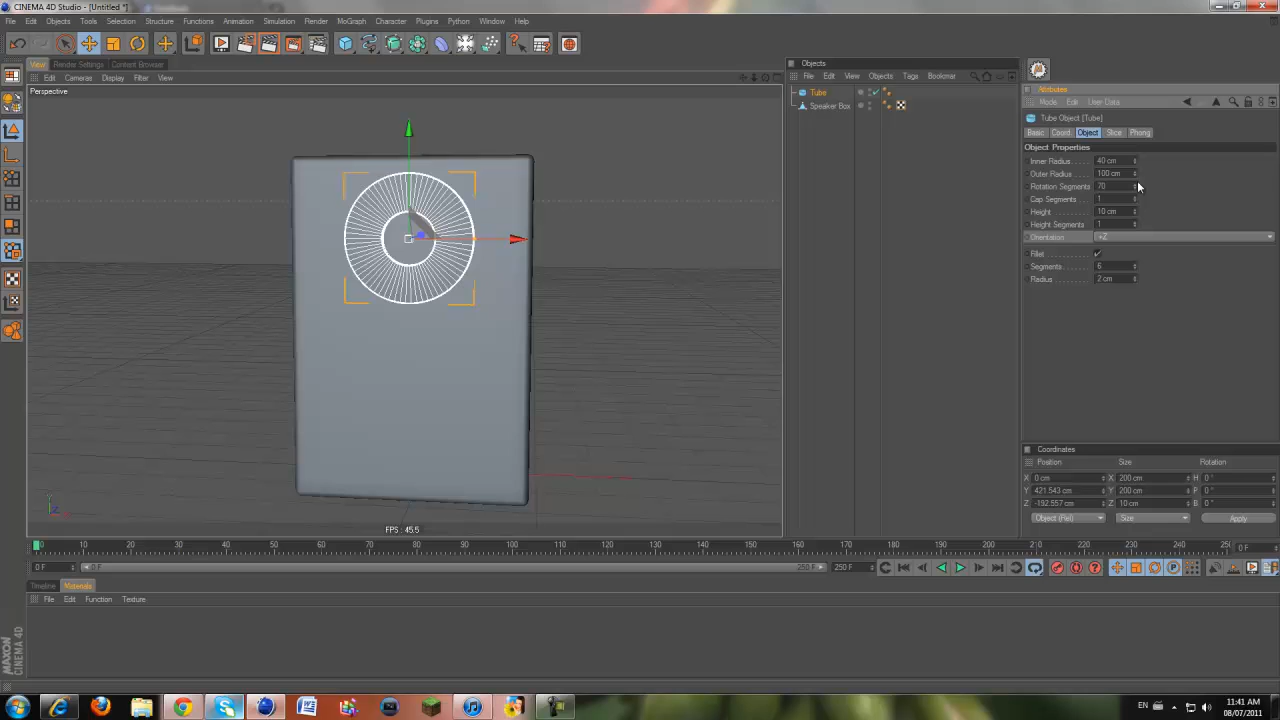 CINEMA 4D Studio - [Untitled *]
File Edit Objects Tools Selection Structure Functions Animation Simulation Render MoGraph Character Plugins Python Window Help
View Render Settings Content Browser
Edit Cameras Display Filter View
Perspective
FPS : 45.5
Objects
File Edit View Objects Tags Bookmar
Tube
Speaker Box
Attributes
Mode Edit User Data
Tube Object [Tube]
Basic Coord. Object Slice Phong
Object Properties
Inner Radius 40 cm
Outer Radius 100 cm
Rotation Segments 70
Cap Segments 1
Height 10 cm
Height Segments 1
Orientation +Z
Fillet
Segments 6
Radius 2 cm
Coordinates
Position Size Rotation
X 0 cm X 200 cm H 0 °
Y 421.543 cm Y 200 cm P 0 °
Z -192.557 cm Z 10 cm B 0 °
Object (Rel) Size Apply
0 10 20 30 40 50 60 70 80 90 100 110 120 130 140 150 160 170 180 190 200 210 220 230 240 250 0 F
0 F 0 F 250 F 250 F
Timeline Materials
File Edit Function Texture
MAXON
CINEMA 4D
EN 11:41 AM
08/07/2011